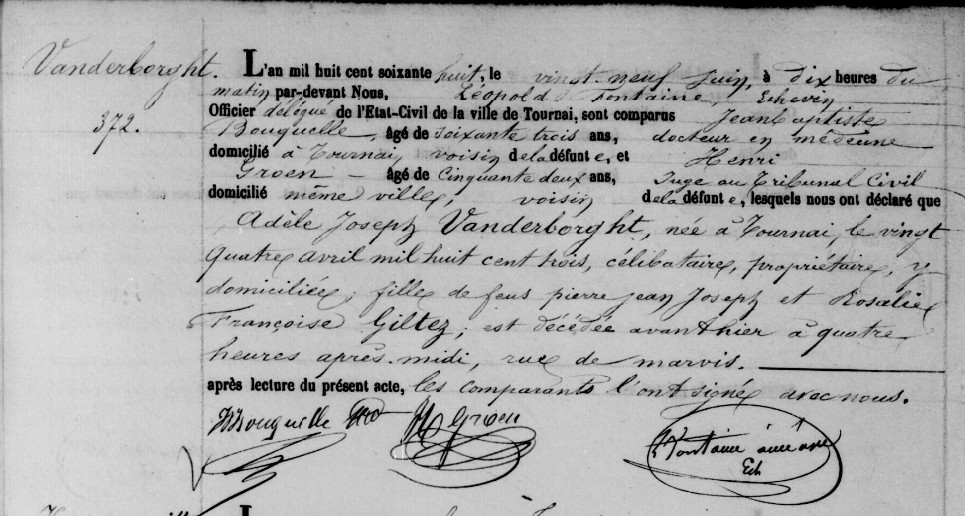 Vanderborght.
372.
L'an mil huit cent soixante huit, le vingt-neuf juin, à dix heures du
matin par-devant Nous, Léopold Fontaine, Echevin
Officier délégué de l'Etat-Civil de la ville de Tournai, sont comparus Jean baptiste
Bouquelle, âgé de soixante trois ans, docteur en médecine
domicilié à Tournai, voisin de la défunte, et Henri
Groen - âgé de cinquante deux ans, juge au Tribunal Civil
domicilié même ville, voisin de la défunte, lesquels nous ont déclaré que
Adèle Joseph Vanderborght, née à Tournai, le vingt
quatre avril mil huit cent trois, célibataire, propriétaire, y
domiciliée; fille de feus pierre jean Joseph et Rosalie
Françoise Giltez; est décédée avant hier à quatre
heures après-midi, rue de marvis.
après lecture du présent acte, les comparants l'ont signé avec nous.
Bouquelle H Groen Fontaine
Ech
L